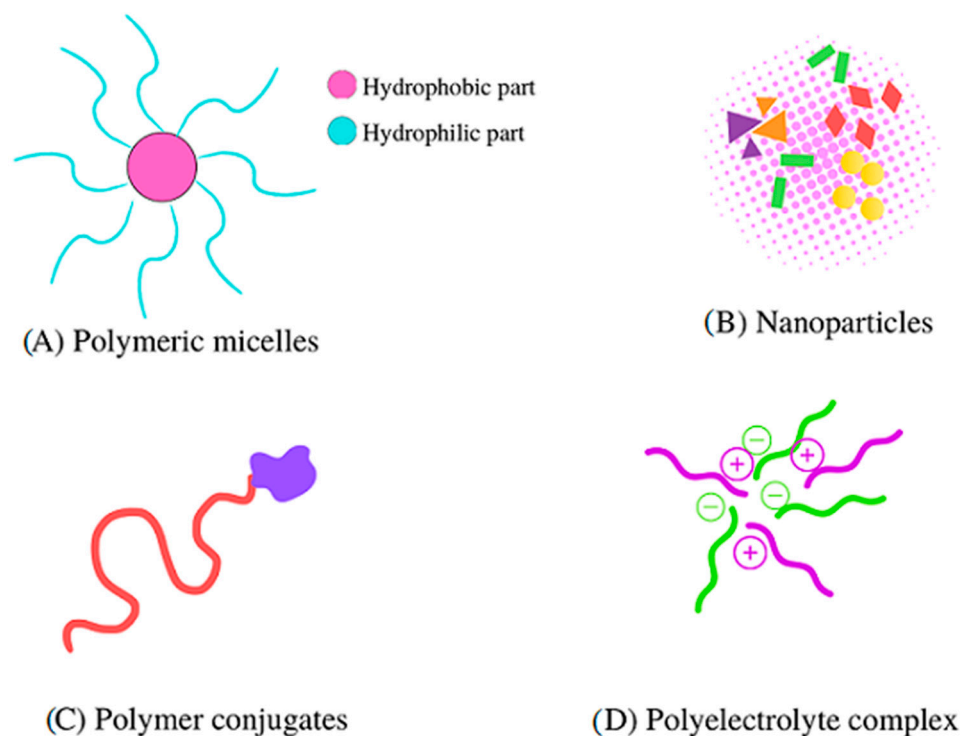 Hydrophobic part
Hydrophilic part
(A) Polymeric micelles
(B) Nanoparticles
+
−
+
−
−
+
(C) Polymer conjugates
(D) Polyelectrolyte complex